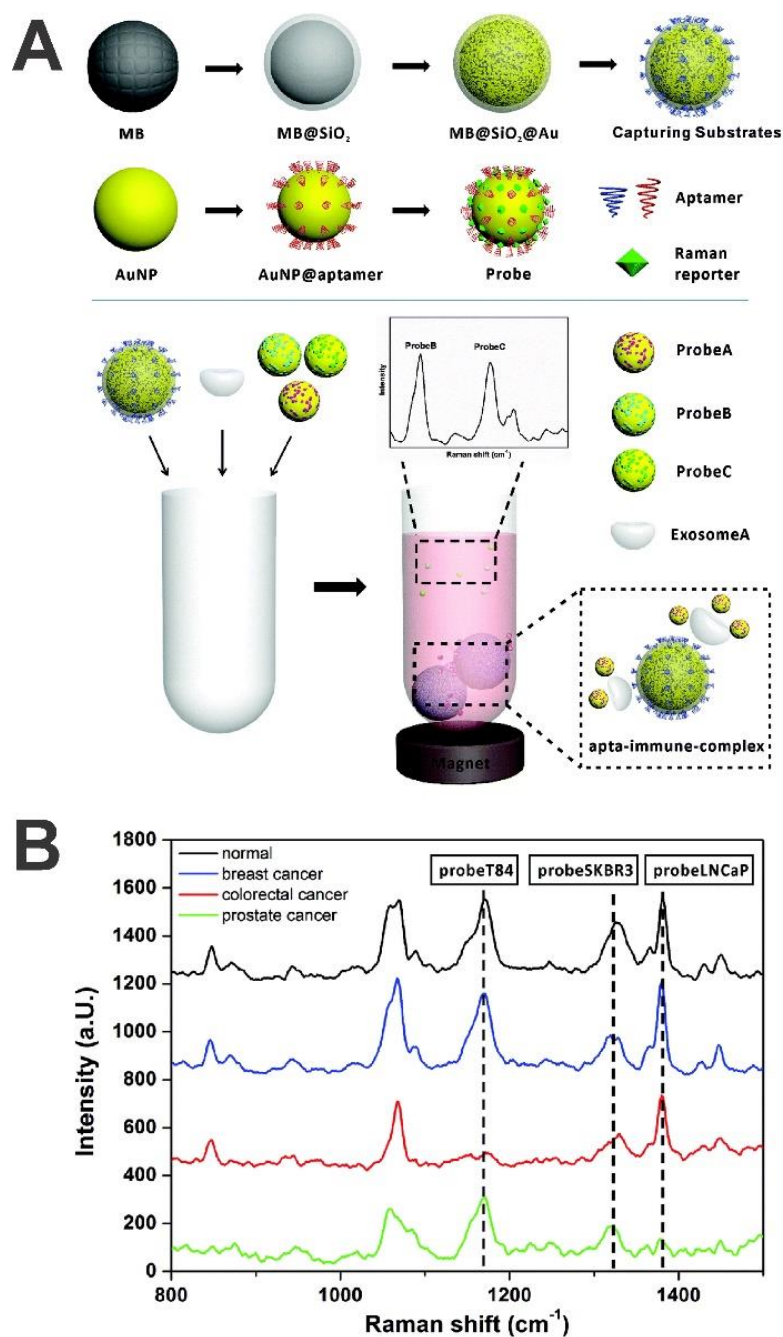 A
MB
MB@SiO₂
MB@SiO₂@Au
Capturing Substrates
AuNP
AuNP@aptamer
Probe
Aptamer
Raman
reporter
ProbeB
ProbeC
Intensity
Raman shift (cm⁻¹)
ProbeA
ProbeB
ProbeC
ExosomeA
Magnet
apta-immune-complex
B
normal
breast cancer
colorectal cancer
prostate cancer
probeT84
probeSKBR3
probeLNCaP
1800
1600
1400
1200
1000
800
600
400
200
0
Intensity (a.U.)
800
1000
1200
1400
Raman shift (cm⁻¹)